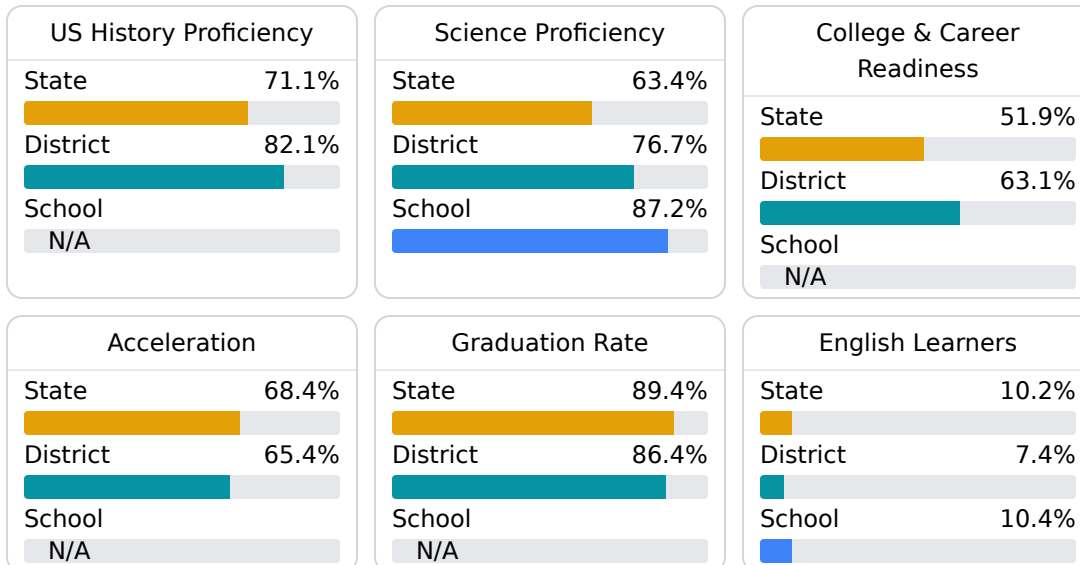 US History Proficiency
State 71.1%
District 82.1%
School
N/A
Science Proficiency
State 63.4%
District 76.7%
School 87.2%
College & Career
Readiness
State 51.9%
District 63.1%
School
N/A
Acceleration
State 68.4%
District 65.4%
School
N/A
Graduation Rate
State 89.4%
District 86.4%
School
N/A
English Learners
State 10.2%
District 7.4%
School 10.4%